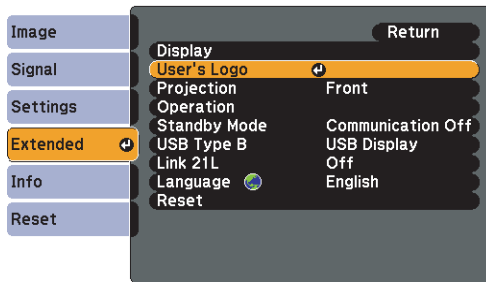 Image
Signal
Settings
Extended
Info
Reset
Return
Display
User's Logo
Projection Front
Operation
Standby Mode Communication Off
USB Type B USB Display
Link 21L Off
Language English
Reset